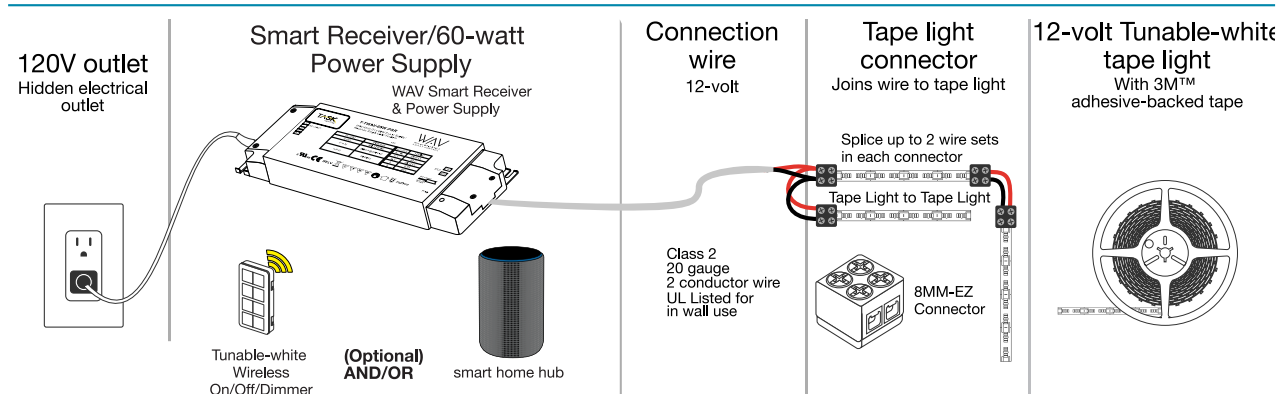 120V outlet
Hidden electrical
outlet
Smart Receiver/60-watt
Power Supply
WAV Smart Receiver
& Power Supply
TASK
WAV
Tunable-white
Wireless
On/Off/Dimmer
(Optional)
AND/OR
smart home hub
Connection
wire
12-volt
Class 2
20 gauge
2 conductor wire
UL Listed for
in wall use
Tape light
connector
Joins wire to tape light
Splice up to 2 wire sets
in each connector
Tape Light to Tape Light
8MM-EZ
Connector
12-volt Tunable-white
tape light
With 3M™
adhesive-backed tape